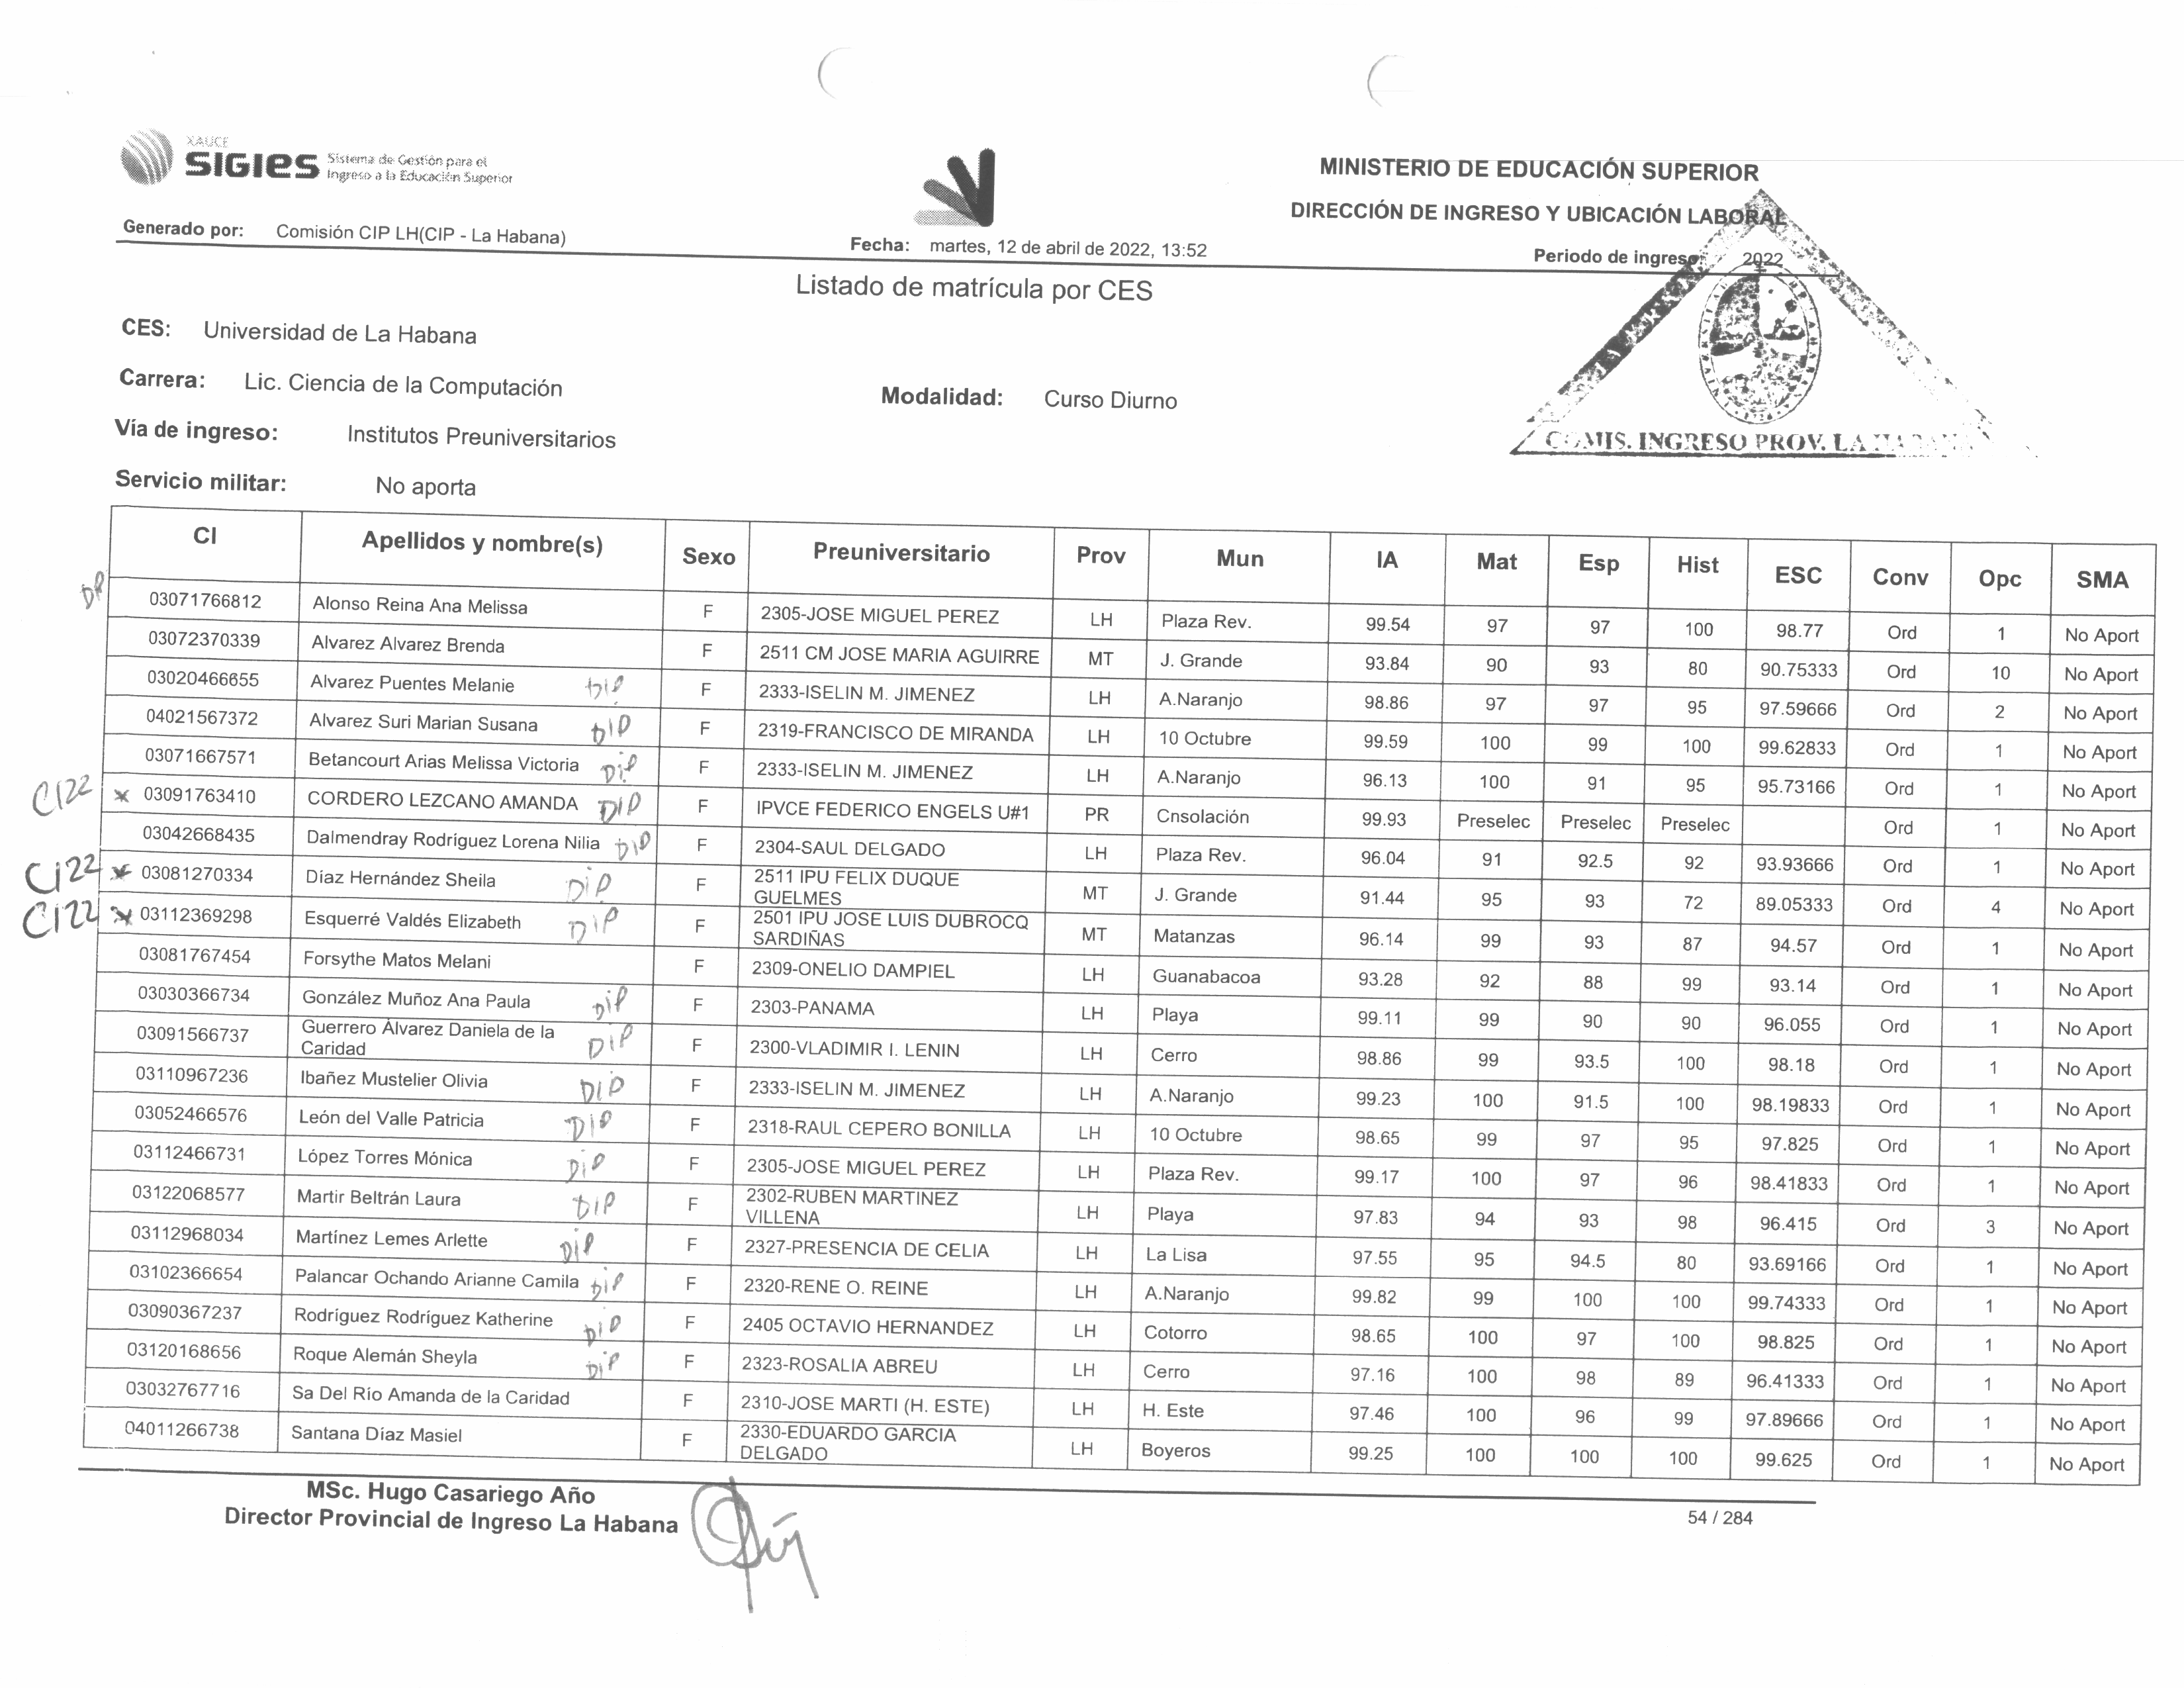 XAUCE
SIGIES Sistema de Gestión para el
Ingreso a la Educación Superior
MINISTERIO DE EDUCACIÓN SUPERIOR
DIRECCIÓN DE INGRESO Y UBICACIÓN LABORAL
Generado por: Comisión CIP LH(CIP - La Habana)
Fecha: martes, 12 de abril de 2022, 13:52
Periodo de ingreso: 2022
Listado de matrícula por CES
CES: Universidad de La Habana
Carrera: Lic. Ciencia de la Computación
Modalidad: Curso Diurno
COMIS. INGRESO PROV. LA HABANA
Vía de ingreso: Institutos Preuniversitarios
Servicio militar: No aporta
CI Apellidos y nombre(s) Sexo Preuniversitario Prov Mun IA Mat Esp Hist ESC Conv Opc SMA
03071766812 Alonso Reina Ana Melissa F 2305-JOSE MIGUEL PEREZ LH Plaza Rev. 99.54 97 97 100 98.77 Ord 1 No Aport
03072370339 Alvarez Alvarez Brenda F 2511 CM JOSE MARIA AGUIRRE MT J. Grande 93.84 90 93 80 90.75333 Ord 10 No Aport
03020466655 Alvarez Puentes Melanie DIP F 2333-ISELIN M. JIMENEZ LH A.Naranjo 98.86 97 97 95 97.59666 Ord 2 No Aport
04021567372 Alvarez Suri Marian Susana DIP F 2319-FRANCISCO DE MIRANDA LH 10 Octubre 99.59 100 99 100 99.62833 Ord 1 No Aport
03071667571 Betancourt Arias Melissa Victoria DIP F 2333-ISELIN M. JIMENEZ LH A.Naranjo 96.13 100 91 95 95.73166 Ord 1 No Aport
C122 x 03091763410 CORDERO LEZCANO AMANDA DIP F IPVCE FEDERICO ENGELS U#1 PR Cnsolación 99.93 Preselec Preselec Preselec Ord 1 No Aport
03042668435 Dalmendray Rodríguez Lorena Nilia DIP F 2304-SAUL DELGADO LH Plaza Rev. 96.04 91 92.5 92 93.93666 Ord 1 No Aport
C122 x 03081270334 Díaz Hernández Sheila DIP F 2511 IPU FELIX DUQUE GUELMES MT J. Grande 91.44 95 93 72 89.05333 Ord 4 No Aport
C122 x 03112369298 Esquerré Valdés Elizabeth DIP F 2501 IPU JOSE LUIS DUBROCQ SARDIÑAS MT Matanzas 96.14 99 93 87 94.57 Ord 1 No Aport
03081767454 Forsythe Matos Melani F 2309-ONELIO DAMPIEL LH Guanabacoa 93.28 92 88 99 93.14 Ord 1 No Aport
03030366734 González Muñoz Ana Paula DIP F 2303-PANAMA LH Playa 99.11 99 90 90 96.055 Ord 1 No Aport
03091566737 Guerrero Álvarez Daniela de la Caridad DIP F 2300-VLADIMIR I. LENIN LH Cerro 98.86 99 93.5 100 98.18 Ord 1 No Aport
03110967236 Ibañez Mustelier Olivia DIP F 2333-ISELIN M. JIMENEZ LH A.Naranjo 99.23 100 91.5 100 98.19833 Ord 1 No Aport
03052466576 León del Valle Patricia DIP F 2318-RAUL CEPERO BONILLA LH 10 Octubre 98.65 99 97 95 97.825 Ord 1 No Aport
03112466731 López Torres Mónica DIP F 2305-JOSE MIGUEL PEREZ LH Plaza Rev. 99.17 100 97 96 98.41833 Ord 1 No Aport
03122068577 Martir Beltrán Laura DIP F 2302-RUBEN MARTINEZ VILLENA LH Playa 97.83 94 93 98 96.415 Ord 3 No Aport
03112968034 Martínez Lemes Arlette DIP F 2327-PRESENCIA DE CELIA LH La Lisa 97.55 95 94.5 80 93.69166 Ord 1 No Aport
03102366654 Palancar Ochando Arianne Camila DIP F 2320-RENE O. REINE LH A.Naranjo 99.82 99 100 100 99.74333 Ord 1 No Aport
03090367237 Rodríguez Rodríguez Katherine DIP F 2405 OCTAVIO HERNANDEZ LH Cotorro 98.65 100 97 100 98.825 Ord 1 No Aport
03120168656 Roque Alemán Sheyla DIP F 2323-ROSALIA ABREU LH Cerro 97.16 100 98 89 96.41333 Ord 1 No Aport
03032767716 Sa Del Río Amanda de la Caridad F 2310-JOSE MARTI (H. ESTE) LH H. Este 97.46 100 96 99 97.89666 Ord 1 No Aport
04011266738 Santana Díaz Masiel F 2330-EDUARDO GARCIA DELGADO LH Boyeros 99.25 100 100 100 99.625 Ord 1 No Aport
MSc. Hugo Casariego Año
Director Provincial de Ingreso La Habana
54 / 284